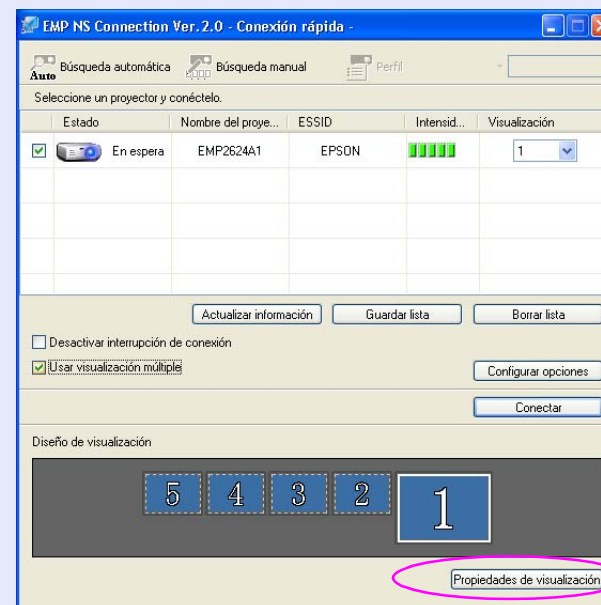 EMP NS Connection Ver.2.0 - Conexión rápida -
Auto Búsqueda automática Búsqueda manual Perfil
Seleccione un proyector y conéctelo.
Estado Nombre del proye... ESSID Intensid... Visualización
En espera EMP2624A1 EPSON 1
Actualizar información Guardar lista Borrar lista
Desactivar interrupción de conexión
Usar visualización múltiple
Configurar opciones
Conectar
Diseño de visualización
5 4 3 2 1
Propiedades de visualización